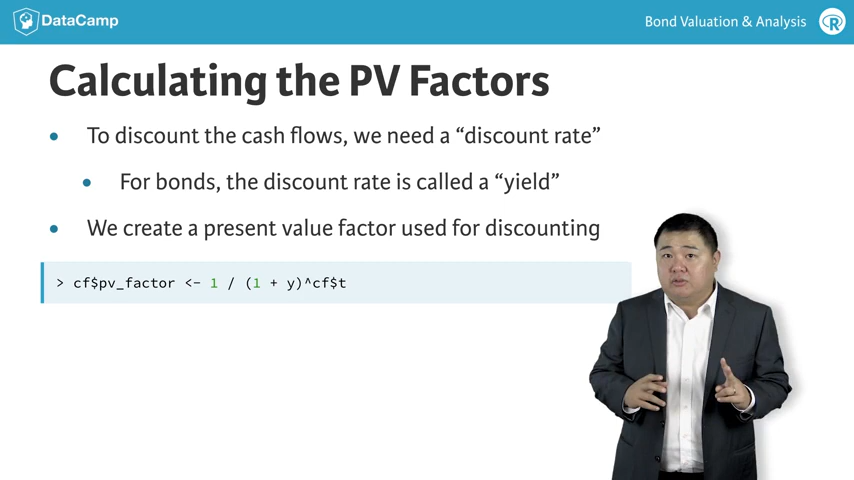 DataCamp
Bond Valuation & Analysis
R
Calculating the PV Factors
• To discount the cash flows, we need a “discount rate”
• For bonds, the discount rate is called a “yield”
• We create a present value factor used for discounting
> cf$pv_factor <- 1 / (1 + y)^cf$t